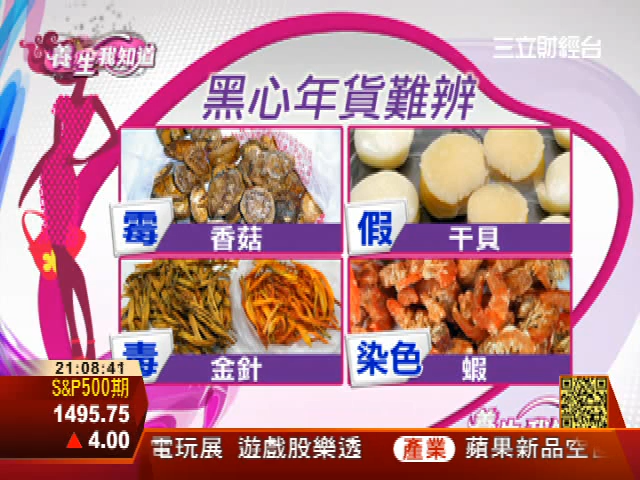 養生我知道
三立財經台
黑心年貨難辨
霉 香菇
假 干貝
毒 金針
染色 蝦
21:08:41
S&P500期
1495.75
▲ 4.00
電玩展 遊戲股樂透 產業 蘋果新品空